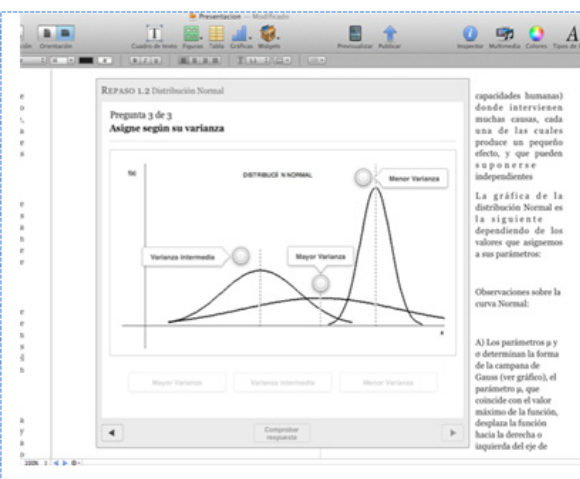 Presentacion — Modificado
Orientación
Cuadro de texto Figuras Tabla Gráficas Widgets
Previsualizar Publicar
Inspector Multimedia Colores
REPASO 1.2 Distribución Normal
Pregunta 3 de 3
Asigne según su varianza
f(x)
DISTRIBUCE N NORMAL
Menor Varianza
Varianza intermedia
Mayor Varianza
x
Mayor Varianza
Varianza intermedia
Menor Varianza
Comprobar
respuesta
capacidades humanas)
donde intervienen
muchas causas, cada
una de las cuales
produce un pequeño
efecto, y que pueden
suponerse
independientes
La gráfica de la
distribución Normal es
la siguiente
dependiendo de los
valores que asignemos
a sus parámetros:
Observaciones sobre la
curva Normal:
A) Los parámetros μ y
σ determinan la forma
de la campana de
Gauss (ver gráfico), el
parámetro μ, que
coincide con el valor
máximo de la función,
desplaza la función
hacia la derecha o
izquierda del eje de
100%